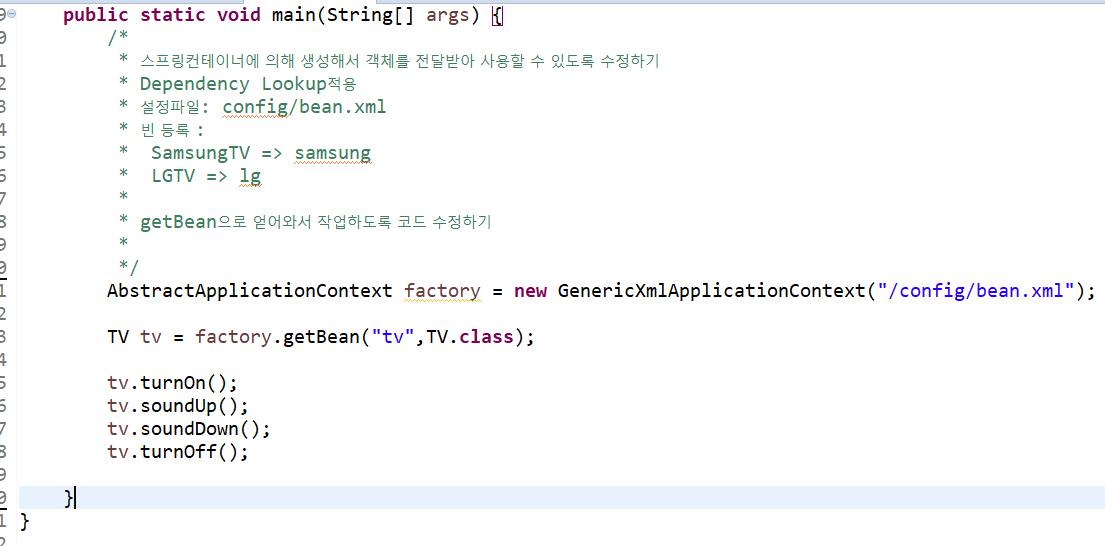 public static void main(String[] args) {
/*
* 스프링컨테이너에 의해 생성해서 객체를 전달받아 사용할 수 있도록 수정하기
* Dependency Lookup적용
* 설정파일: config/bean.xml
* 빈 등록 :
*  SamsungTV => samsung
*  LGTV => lg
*
* getBean으로 얻어와서 작업하도록 코드 수정하기
*
*/
AbstractApplicationContext factory = new GenericXmlApplicationContext("/config/bean.xml");
TV tv = factory.getBean("tv",TV.class);
tv.turnOn();
tv.soundUp();
tv.soundDown();
tv.turnOff();
}
}